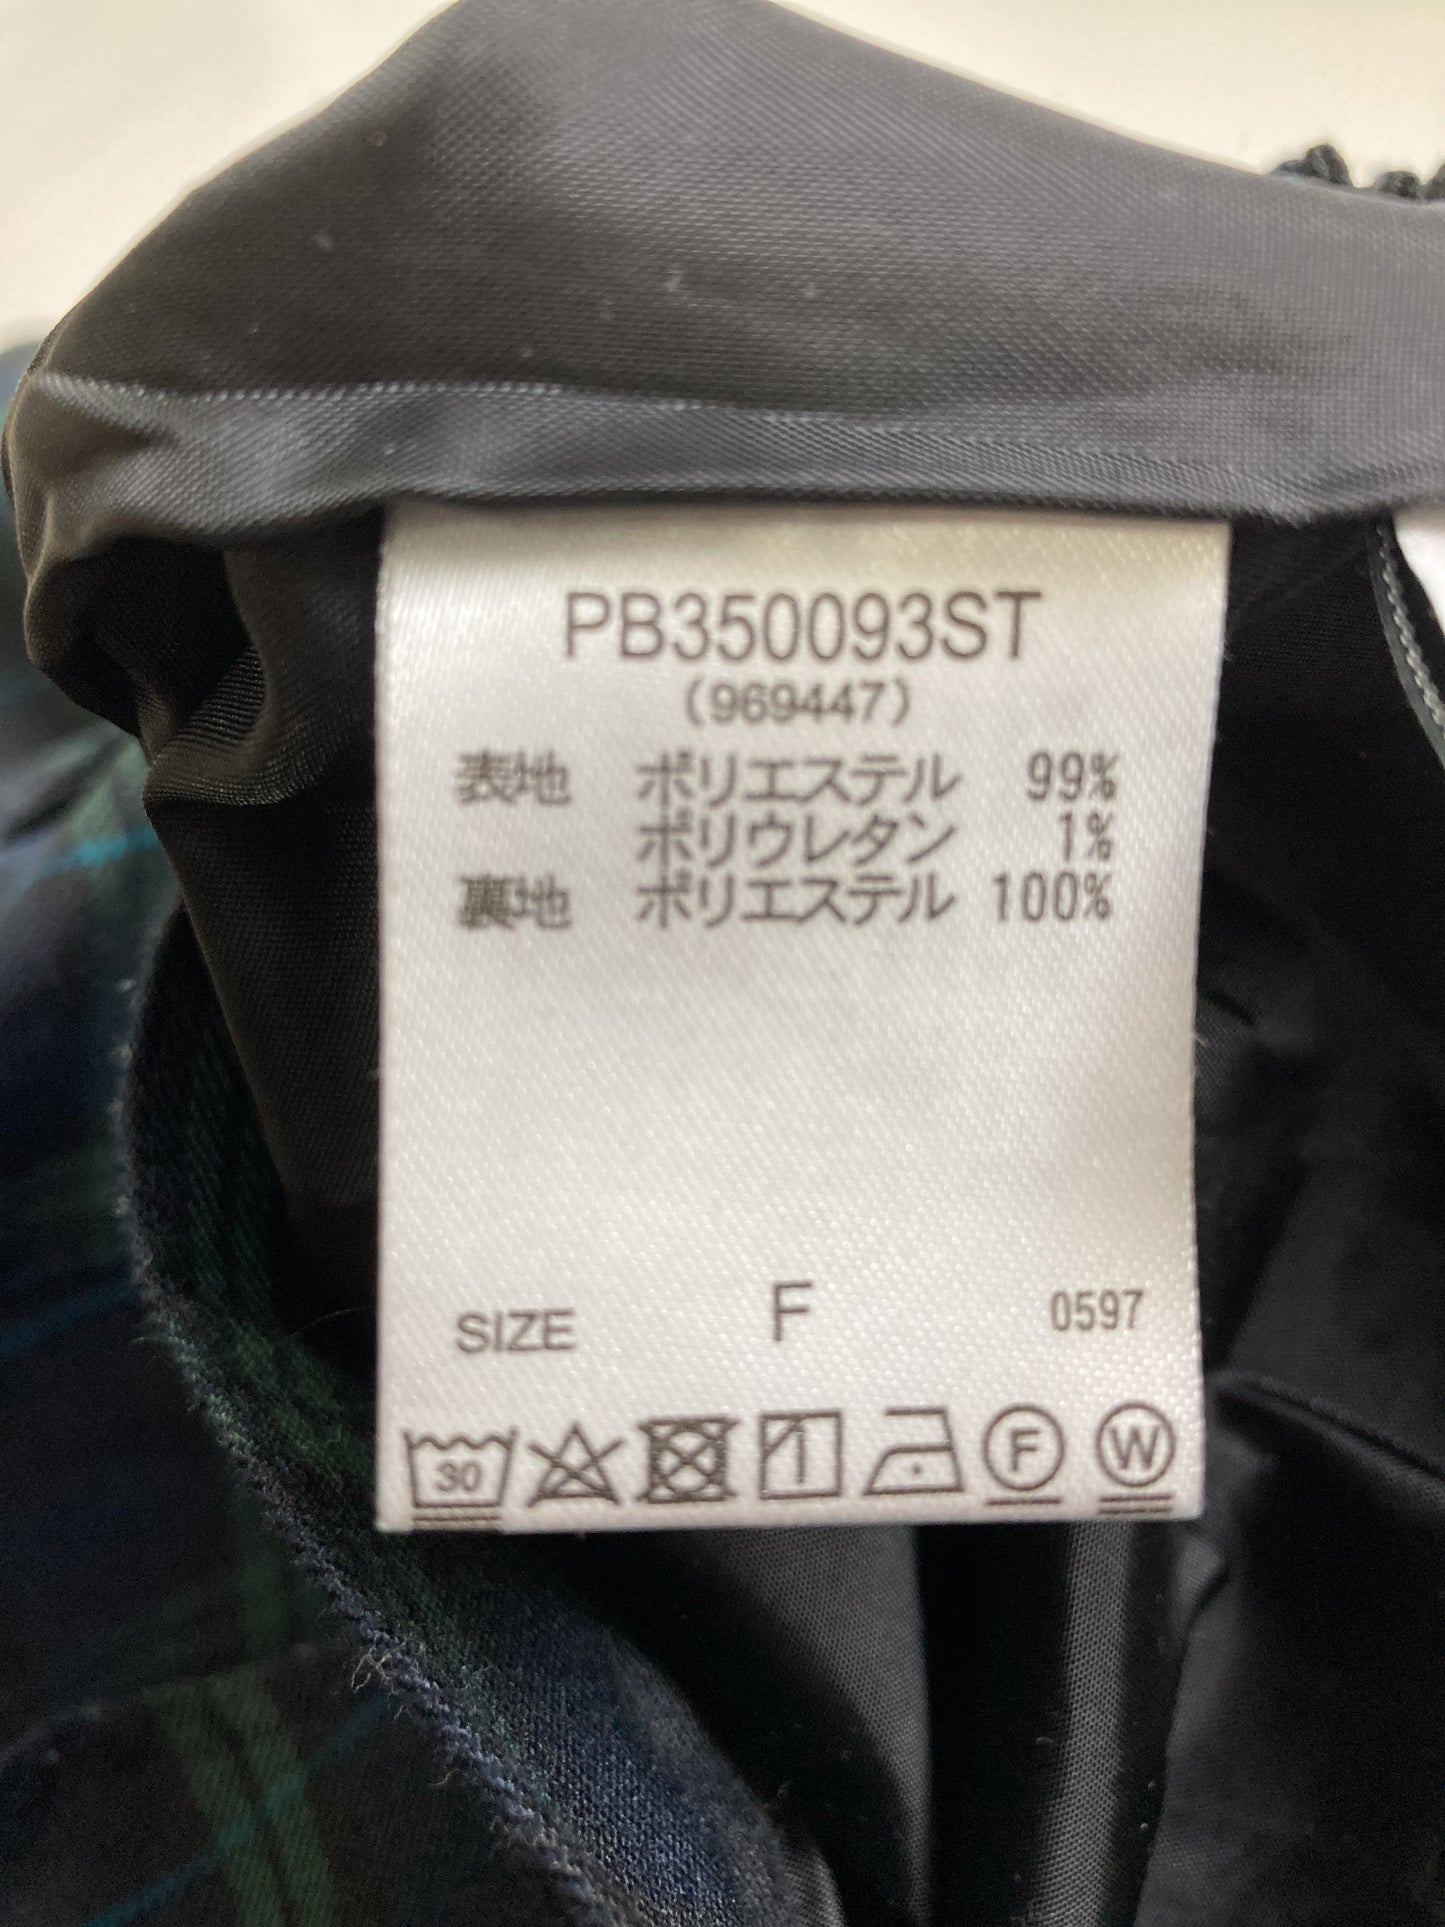 PB350093ST
(969447)
表地 ポリエステル 99%
ポリウレタン 1%
裏地 ポリエステル 100%
SIZE F 0597
30 F W